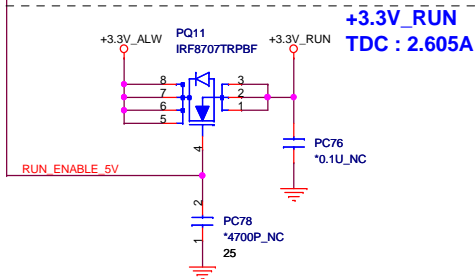 +3.3V_RUN
TDC : 2.605A
PQ11
IRF8707TRPBF
+3.3V_ALW
+3.3V_RUN
8
7
6
5
3
2
1
4
PC76
*0.1U_NC
RUN_ENABLE_5V
2
1
PC78
*4700P_NC
25